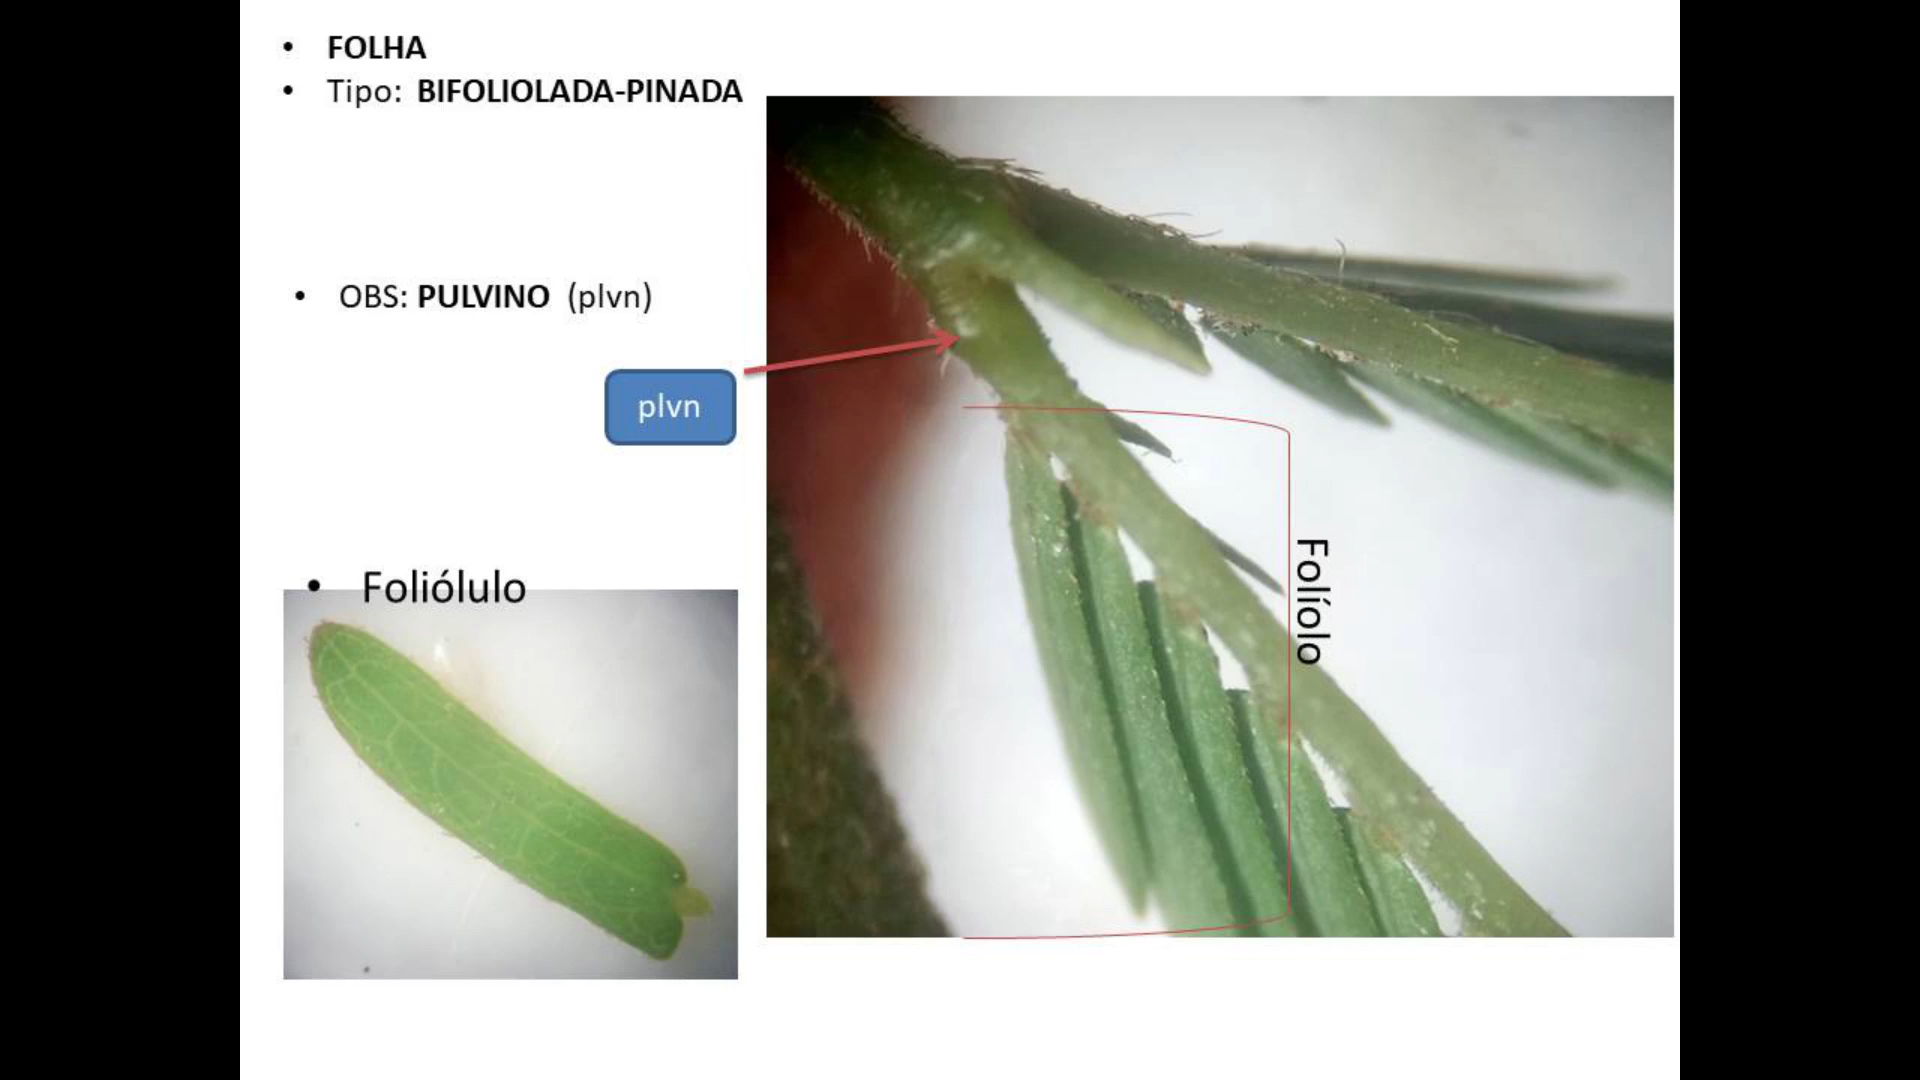 • FOLHA
• Tipo: BIFOLIOLADA-PINADA
• OBS: PULVINO (plvn)
plvn
Folíolo
• Foliólulo